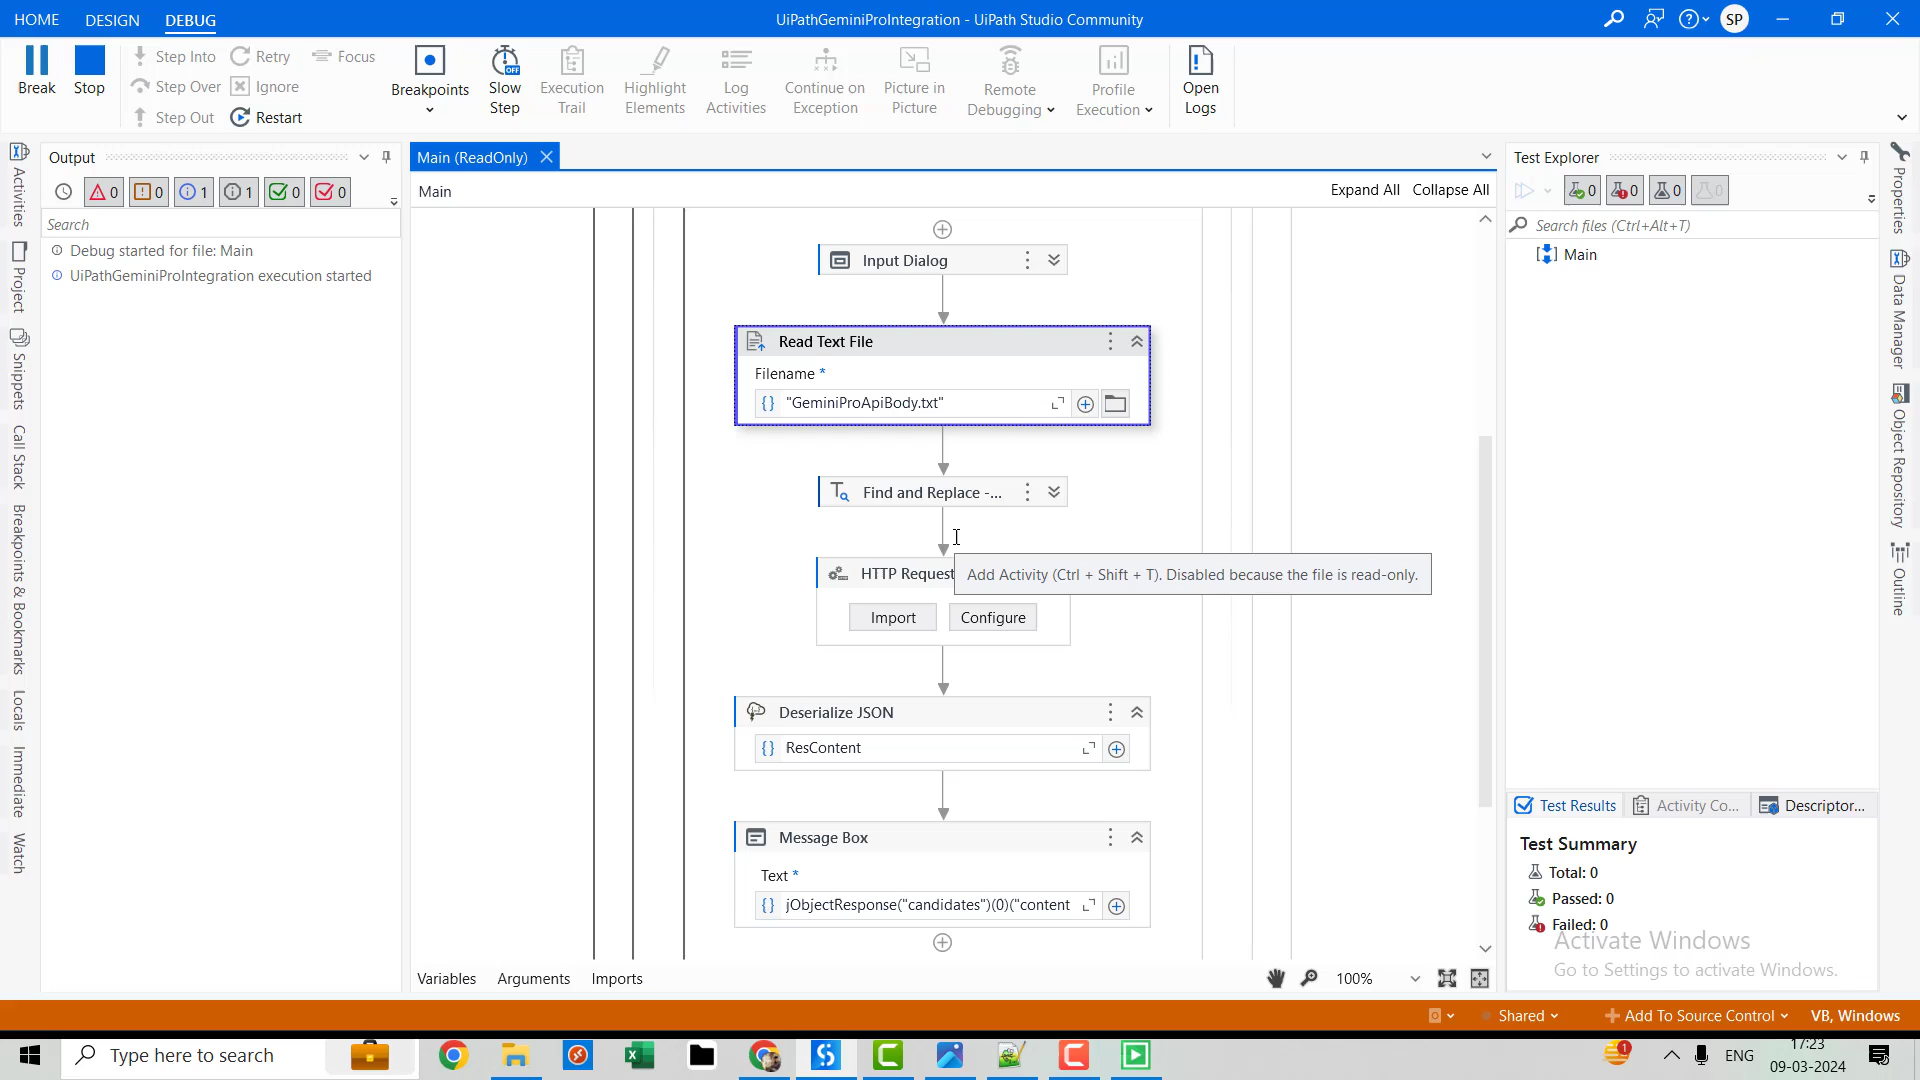 HOME DESIGN DEBUG
UiPathGeminiProIntegration - UiPath Studio Community
SP
Break
Stop
Step Into
Step Over
Step Out
Retry
Ignore
Restart
Focus
Breakpoints
Slow Step
OFF
Execution Trail
Highlight Elements
Log Activities
Continue on Exception
Picture in Picture
Remote Debugging
Profile Execution
Open Logs
Activities
Project
Snippets
Call Stack
Breakpoints & Bookmarks
Locals
Immediate
Watch
Output
0 0 1 1 0 0
Search
Debug started for file: Main
UiPathGeminiProIntegration execution started
Main (ReadOnly)
Main
Expand All Collapse All
Input Dialog
Read Text File
Filename *
"GeminiProApiBody.txt"
Find and Replace -...
HTTP Request
Add Activity (Ctrl + Shift + T). Disabled because the file is read-only.
Import Configure
Deserialize JSON
ResContent
Message Box
Text *
jObjectResponse("candidates")(0)("content
Variables Arguments Imports
100%
Test Explorer
0 0 0 0
Search files (Ctrl+Alt+T)
Main
Test Results Activity Co... Descriptor...
Test Summary
Total: 0
Passed: 0
Failed: 0
Activate Windows
Go to Settings to activate Windows.
Properties
Data Manager
Object Repository
Outline
0
Shared
Add To Source Control
VB, Windows
Type here to search
1
ENG
17:23
09-03-2024